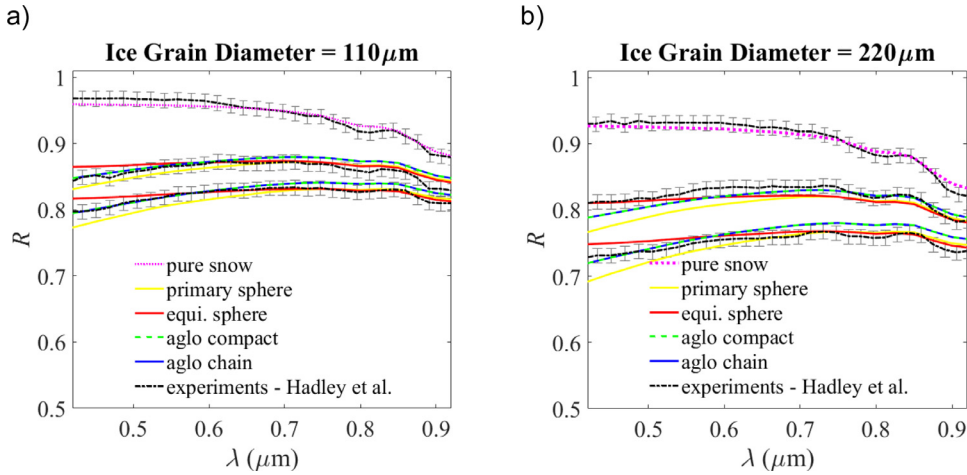 a)
Ice Grain Diameter = 110μm
1
0.9
0.8
0.7
0.6
0.5
R
pure snow
primary sphere
equi. sphere
aglo compact
aglo chain
experiments - Hadley et al.
0.5 0.6 0.7 0.8 0.9
λ (μm)
b)
Ice Grain Diameter = 220μm
1
0.9
0.8
0.7
0.6
0.5
R
pure snow
primary sphere
equi. sphere
aglo compact
aglo chain
experiments - Hadley et al.
0.5 0.6 0.7 0.8 0.9
λ (μm)